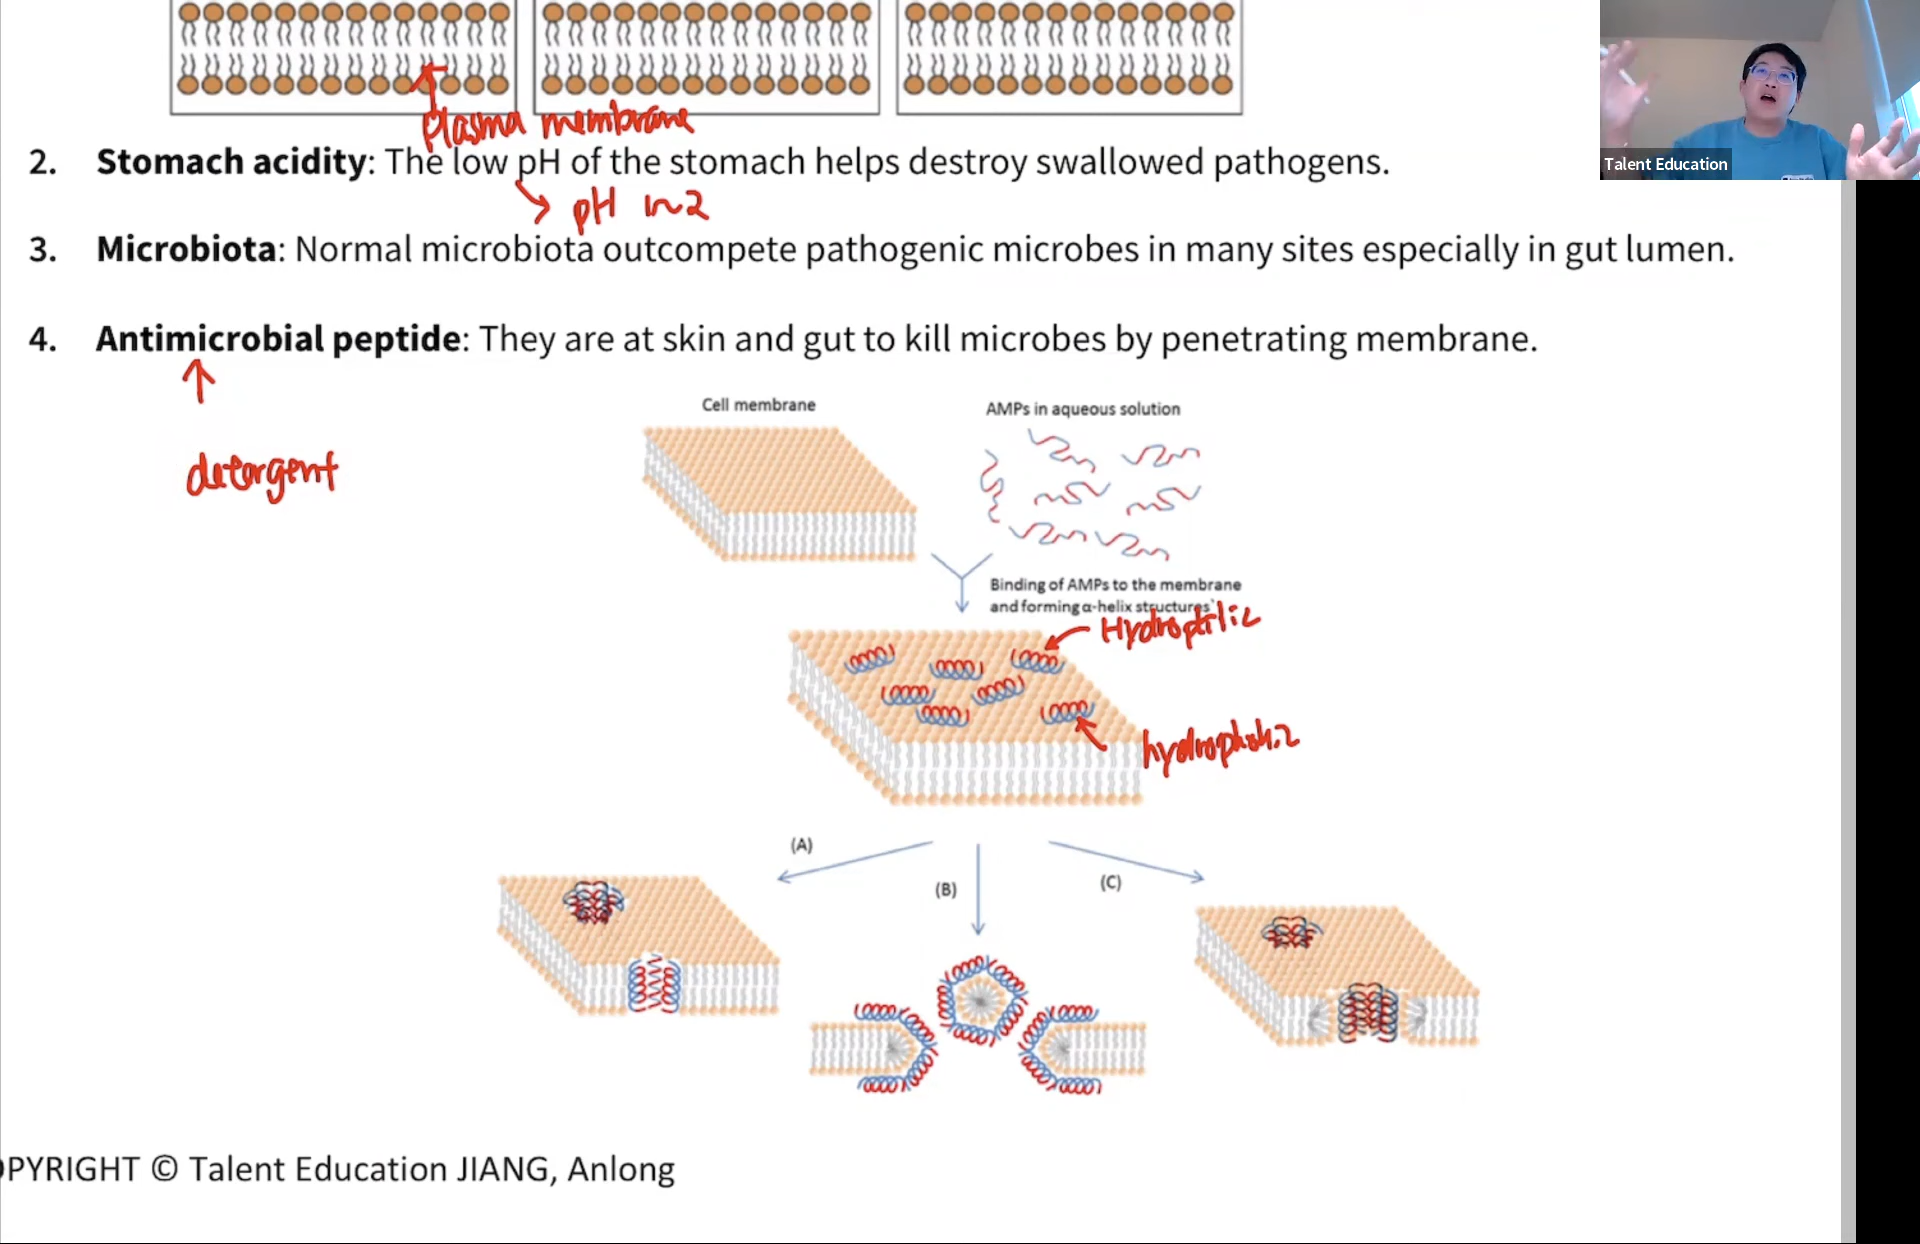 Plasma membrane
2. Stomach acidity: The low pH of the stomach helps destroy swallowed pathogens.
Talent Education
pH 1~2
3. Microbiota: Normal microbiota outcompete pathogenic microbes in many sites especially in gut lumen.
4. Antimicrobial peptide: They are at skin and gut to kill microbes by penetrating membrane.
detergent
Cell membrane
AMPs in aqueous solution
Binding of AMPs to the membrane
and forming α-helix structures
Hydrophilic
hydrophobic
(A)
(B)
(C)
OPYRIGHT © Talent Education JIANG, Anlong